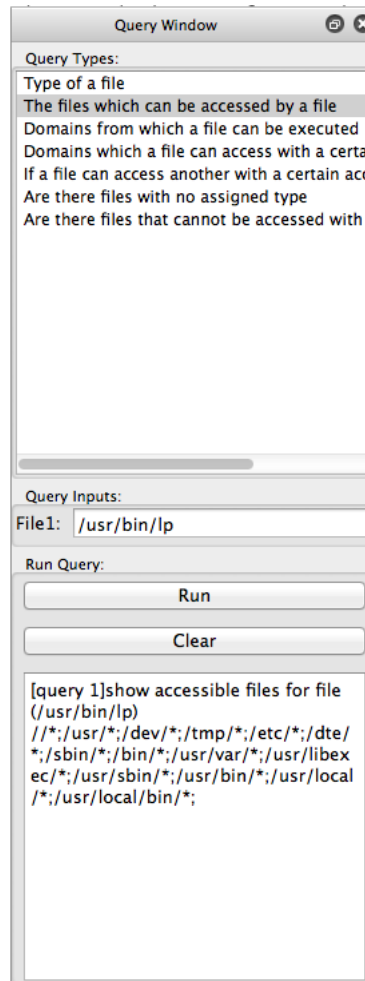 Query Window
Query Types:
Type of a file
The files which can be accessed by a file
Domains from which a file can be executed
Domains which a file can access with a certa
If a file can access another with a certain acc
Are there files with no assigned type
Are there files that cannot be accessed with
Query Inputs:
File1: /usr/bin/lp
Run Query:
Run
Clear
[query 1]show accessible files for file
(/usr/bin/lp)
//*;/usr/*;/dev/*;/tmp/*;/etc/*;/dte/
*;/sbin/*;/bin/*;/usr/var/*;/usr/libex
ec/*;/usr/sbin/*;/usr/bin/*;/usr/local
/*;/usr/local/bin/*;